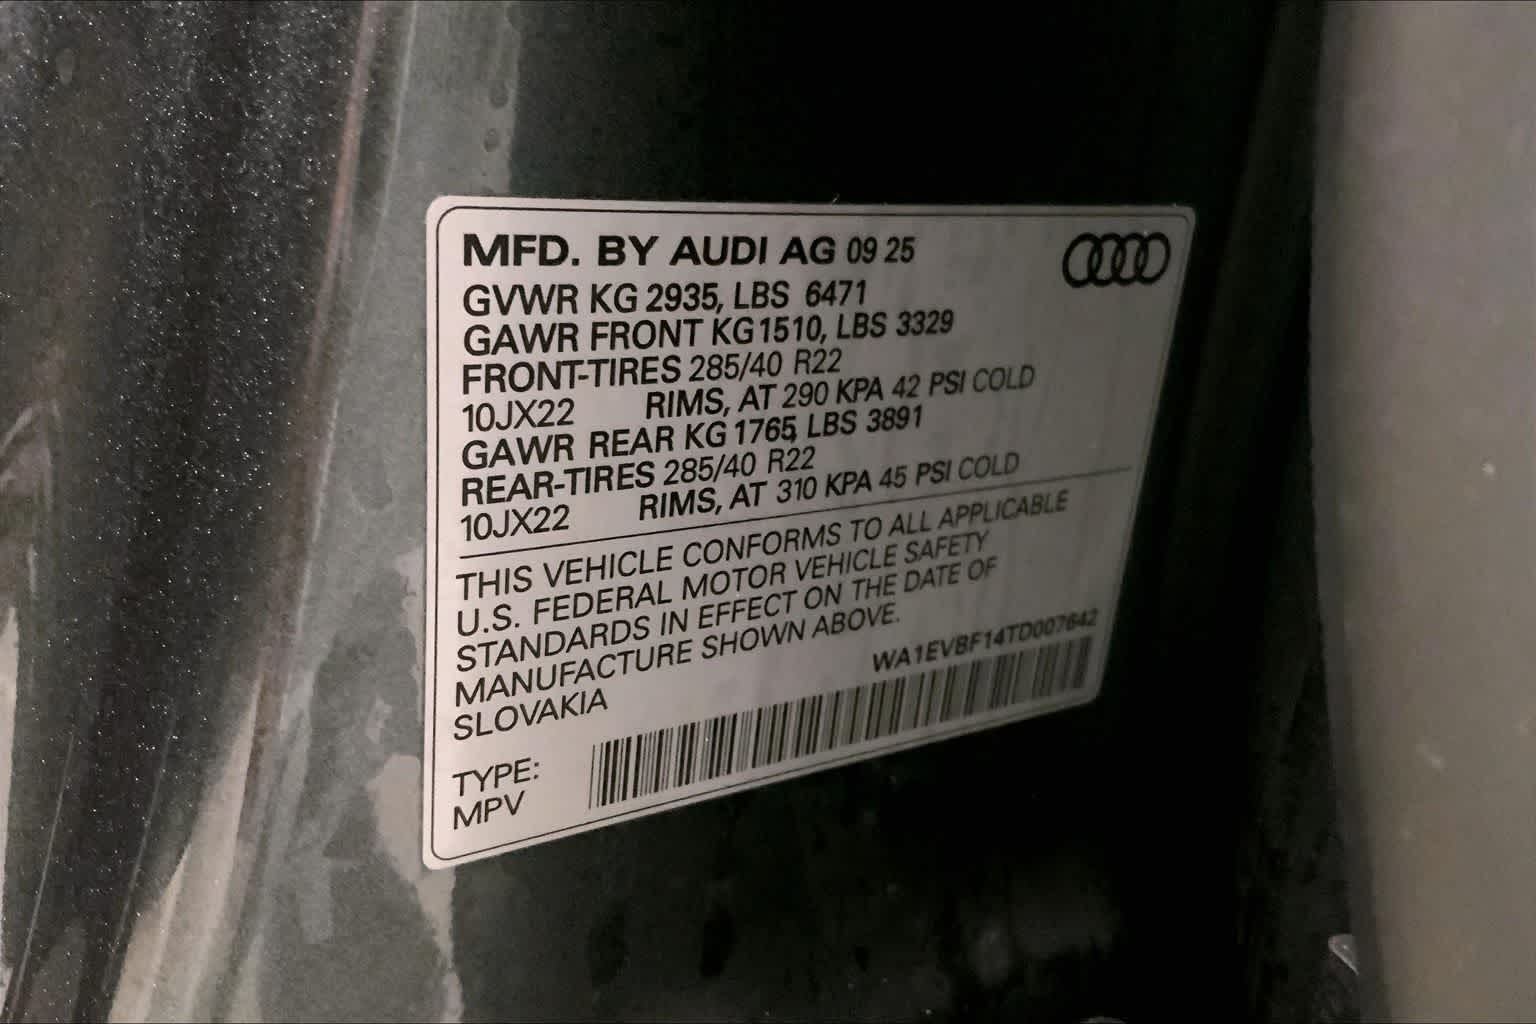 MFD. BY AUDI AG 09 25
GVWR KG 2935, LBS 6471
GAWR FRONT KG 1510, LBS 3329
FRONT-TIRES 285/40 R22
10JX22 RIMS, AT 290 KPA 42 PSI COLD
GAWR REAR KG 1765, LBS 3891
REAR-TIRES 285/40 R22
10JX22 RIMS, AT 310 KPA 45 PSI COLD
THIS VEHICLE CONFORMS TO ALL APPLICABLE
U.S. FEDERAL MOTOR VEHICLE SAFETY
STANDARDS IN EFFECT ON THE DATE OF
MANUFACTURE SHOWN ABOVE.
SLOVAKIA
WA1EVBF14TD007642
TYPE:
MPV